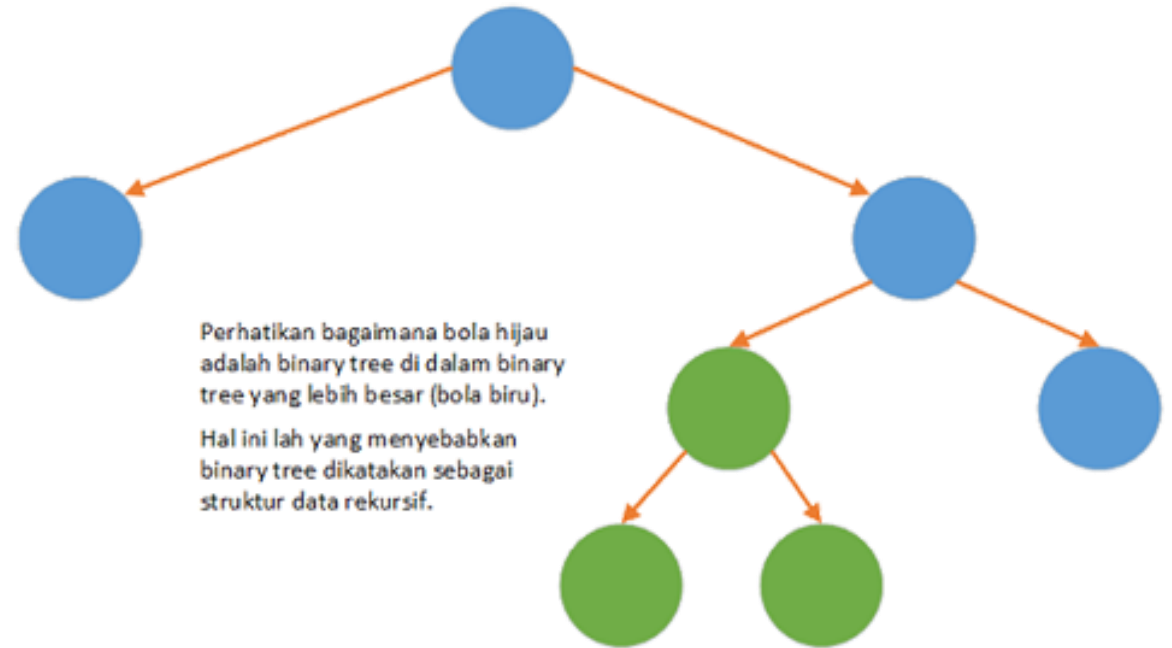 Perhatikan bagaimana bola hijau
adalah binary tree di dalam binary
tree yang lebih besar (bola biru).
Hal ini lah yang menyebabkan
binary tree dikatakan sebagai
struktur data rekursif.